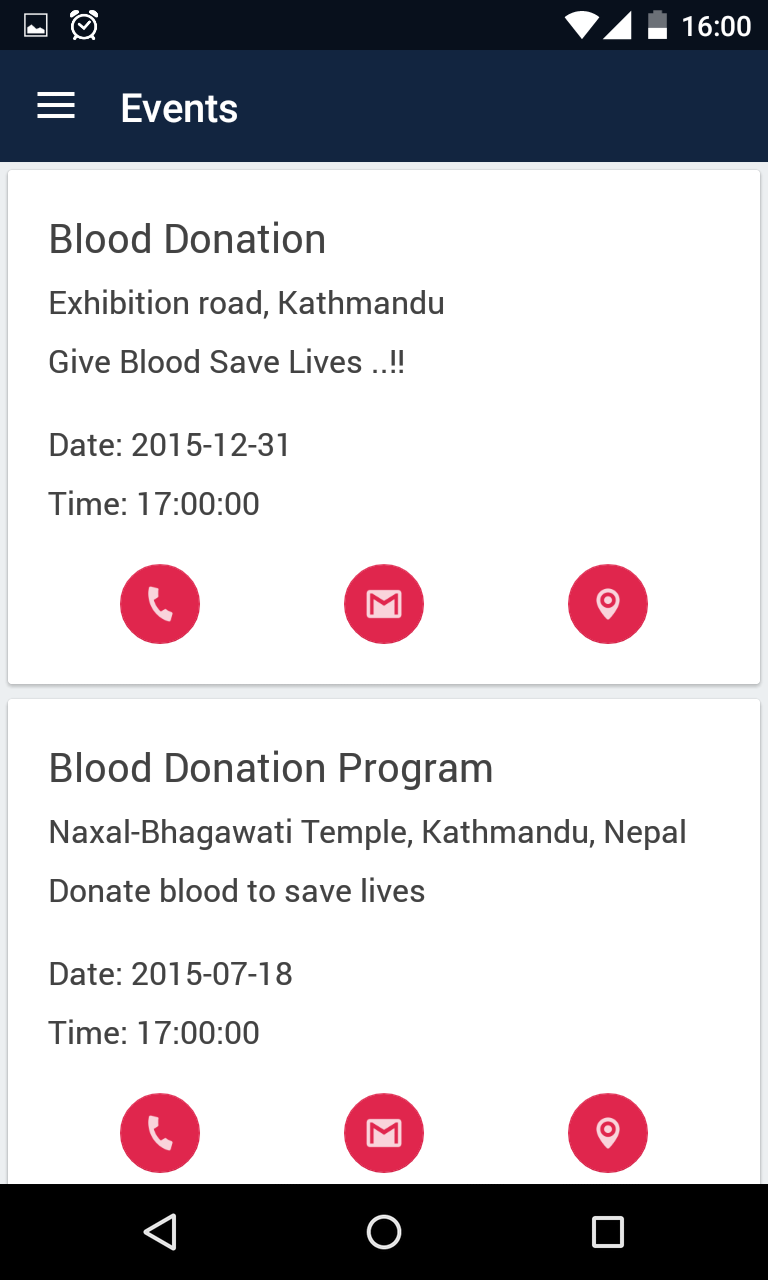 16:00
Events
Blood Donation
Exhibition road, Kathmandu
Give Blood Save Lives ..!!
Date: 2015-12-31
Time: 17:00:00
Blood Donation Program
Naxal-Bhagawati Temple, Kathmandu, Nepal
Donate blood to save lives
Date: 2015-07-18
Time: 17:00:00